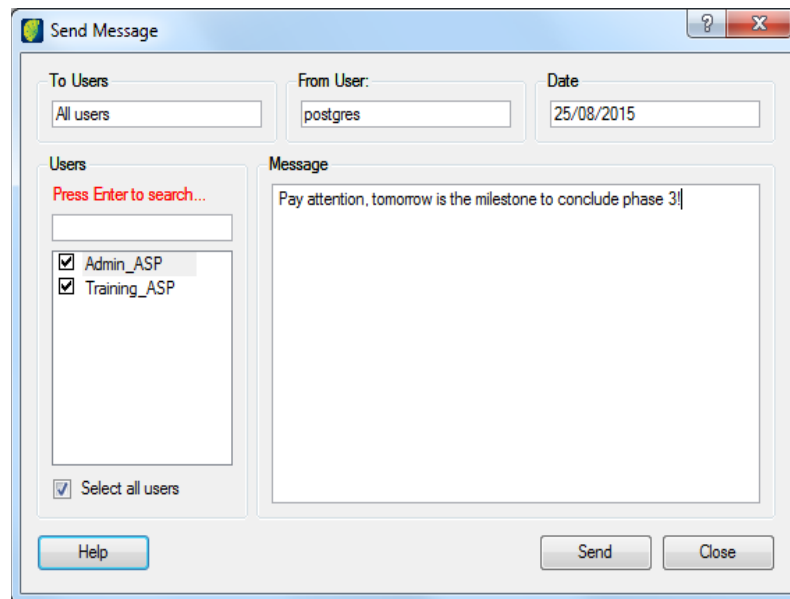 Send Message
To Users
From User:
Date
All users
postgres
25/08/2015
Users
Message
Press Enter to search...
Pay attention, tomorrow is the milestone to conclude phase 3!
Admin_ASP
Training_ASP
Select all users
Help
Send
Close